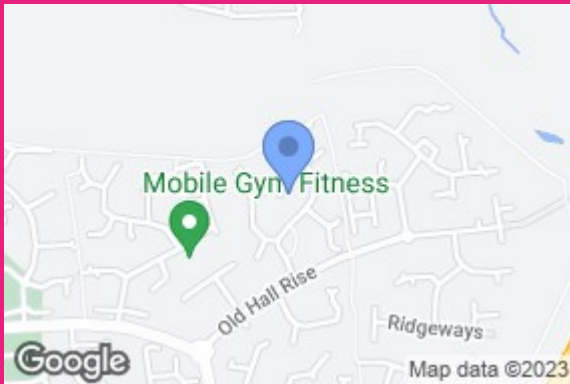 Mobile Gym Fitness
Old Hall Rise
Ridgeways
Google
Map data ©2023